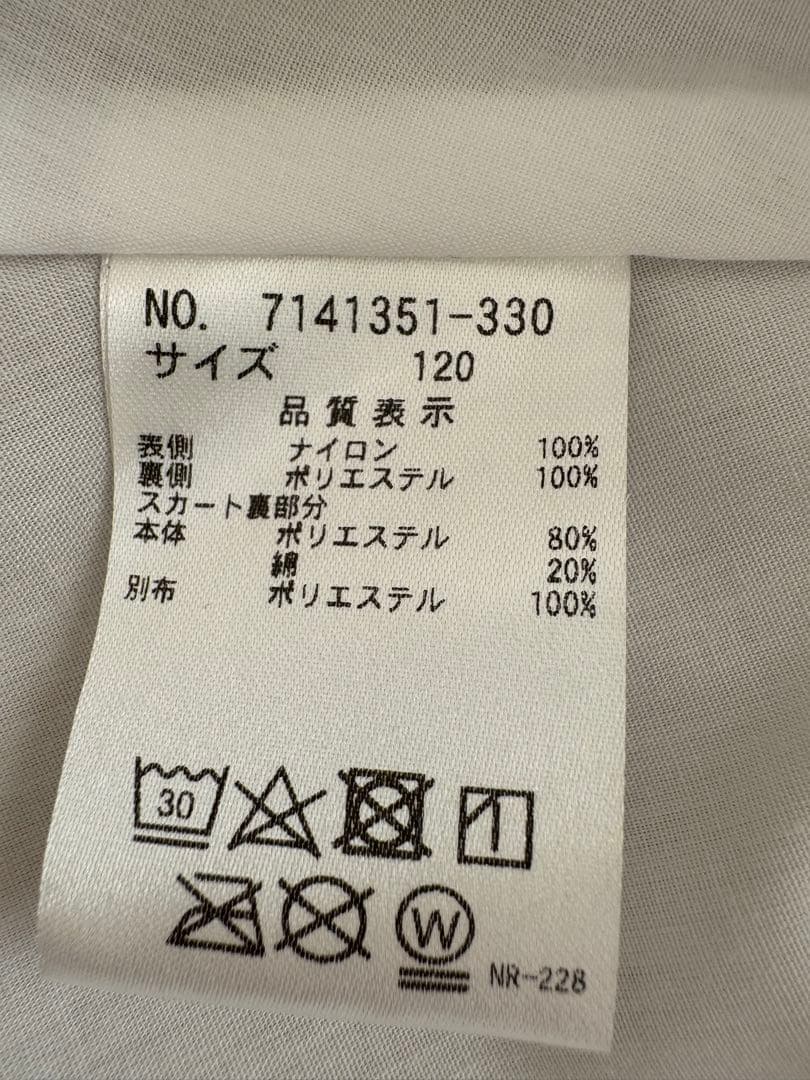 NO. 7141351-330
サイズ 120
品質表示
表側 ナイロン 100%
裏側 ポリエステル 100%
スカート裏部分
本体 ポリエステル 80%
綿 20%
別布 ポリエステル 100%
30
W
NR-228